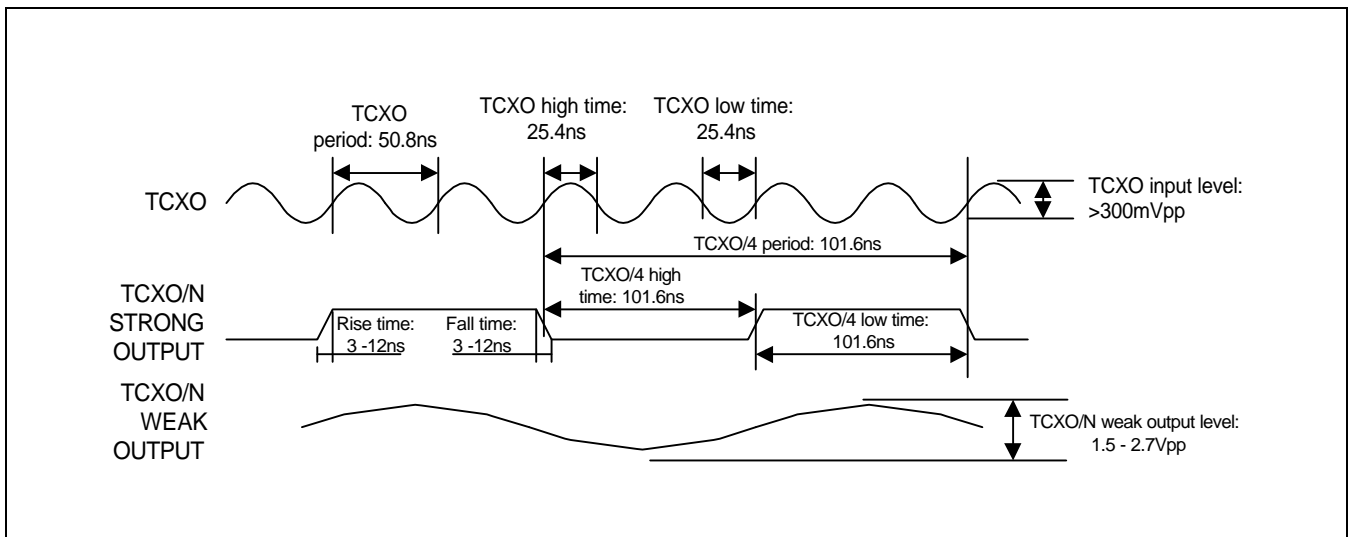 TCXO
period: 50.8ns
TCXO high time:
25.4ns
TCXO low time:
25.4ns
TCXO
TCXO input level:
>300mVpp
TCXO/4 period: 101.6ns
TCXO/4 high
time: 101.6ns
TCXO/N
STRONG
OUTPUT
Rise time:
3 -12ns
Fall time:
3 -12ns
TCXO/4 low time:
101.6ns
TCXO/N
WEAK
OUTPUT
TCXO/N weak output level:
1.5 - 2.7Vpp